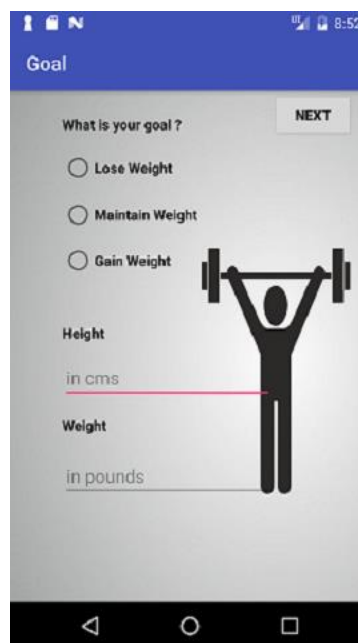 8:52
Goal
NEXT
What is your goal ?
Lose Weight
Maintain Weight
Gain Weight
Height
in cms
Weight
in pounds